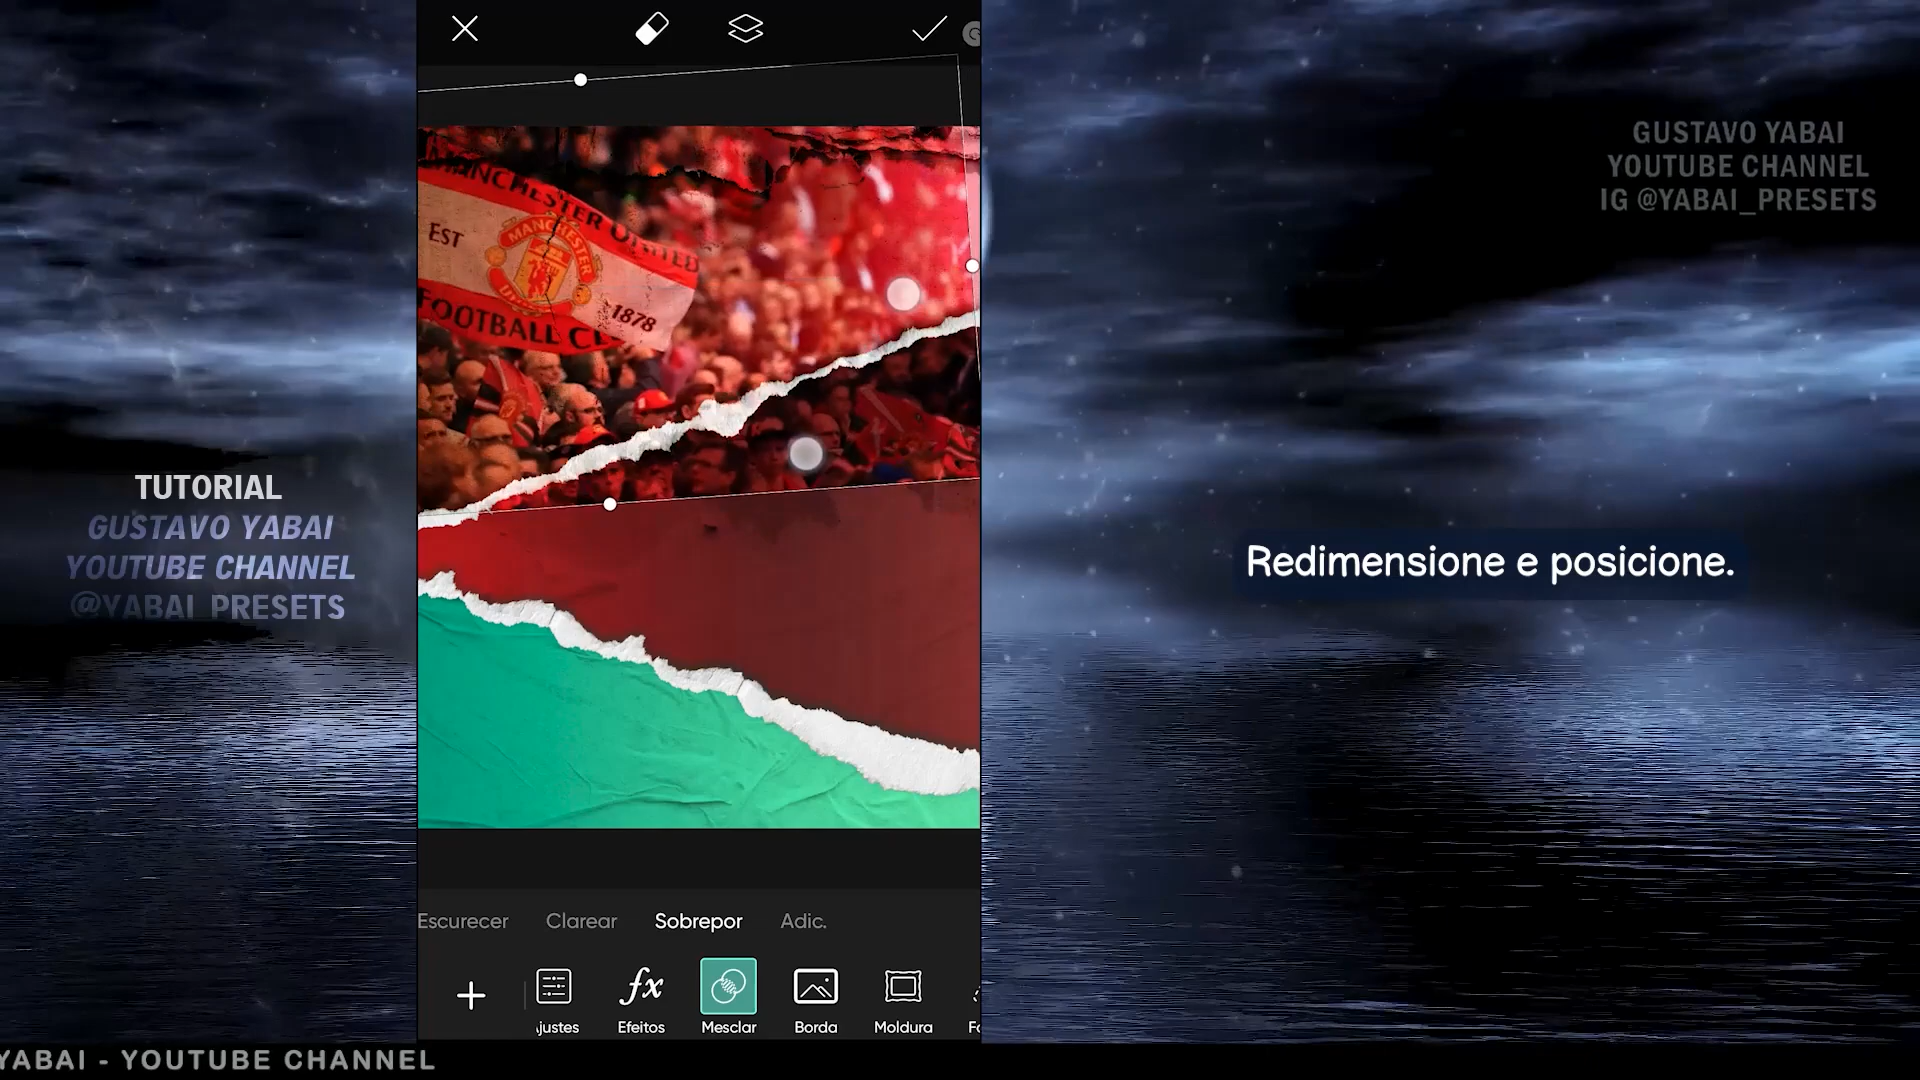 GUSTAVO YABAI
YOUTUBE CHANNEL
IG @YABAI_PRESETS
MANCHESTER UNITED
EST
MANCHESTER
1878
FOOTBALL CL
TUTORIAL
GUSTAVO YABAI
YOUTUBE CHANNEL
@YABAI_PRESETS
Redimensione e posicione.
Escurecer
Clarear
Sobrepor
Adic.
justes
Efeitos
Mesclar
Borda
Moldura
YABAI - YOUTUBE CHANNEL